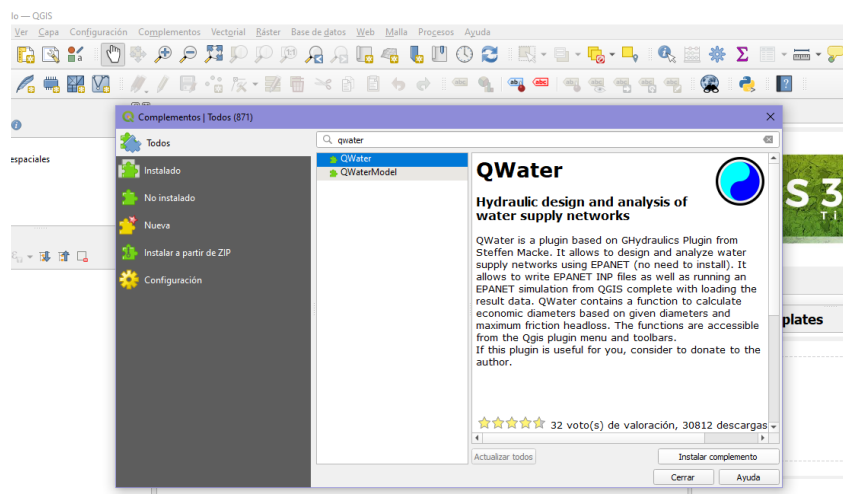 lo — QGIS
Ver Capa Configuración Complementos Vectorial Ráster Base de datos Web Malla Procesos Ayuda
Complementos | Todos (871)
Todos
qwater
espaciales
Instalado
No instalado
Nueva
Instalar a partir de ZIP
Configuración
QWater
QWaterModel
QWater
Hydraulic design and analysis of
water supply networks
QWater is a plugin based on GHydraulics Plugin from
Steffen Macke. It allows to design and analyze water
supply networks using EPANET (no need to install). It
allows to write EPANET INP files as well as running an
EPANET simulation from QGIS complete with loading the
result data. QWater contains a function to calculate
economic diameters based on given diameters and
maximum friction headloss. The functions are accessible
from the Qgis plugin menu and toolbars.
If this plugin is useful for you, consider to donate to the
author.
32 voto(s) de valoración, 30812 descargas
Actualizar todos
Instalar complemento
Cerrar
Ayuda
S 3
plates